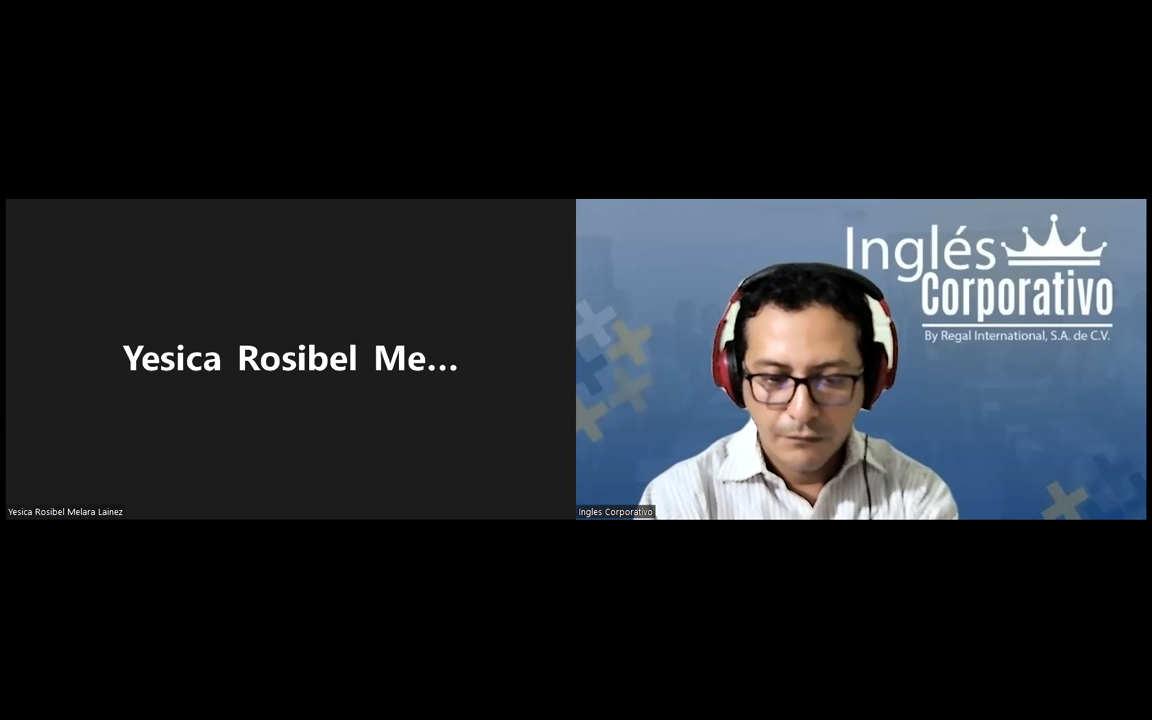 Yesica Rosibel Me...
Yesica Rosibel Melara Lainez
Inglés
Corporativo
By Regal International, S.A. de C.V.
Ingles Corporativo